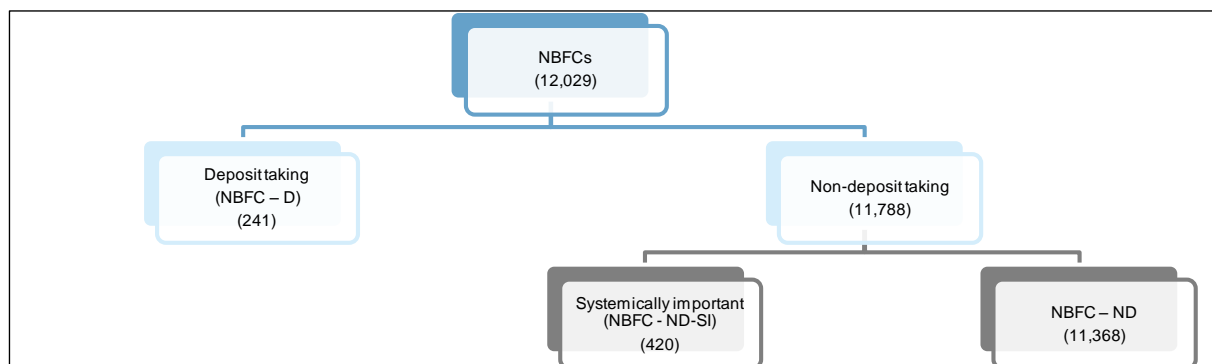 NBFCs
(12,029)
Deposit taking
(NBFC – D)
(241)
Non-deposit taking
(11,788)
Systemically important
(NBFC - ND-SI)
(420)
NBFC – ND
(11,368)